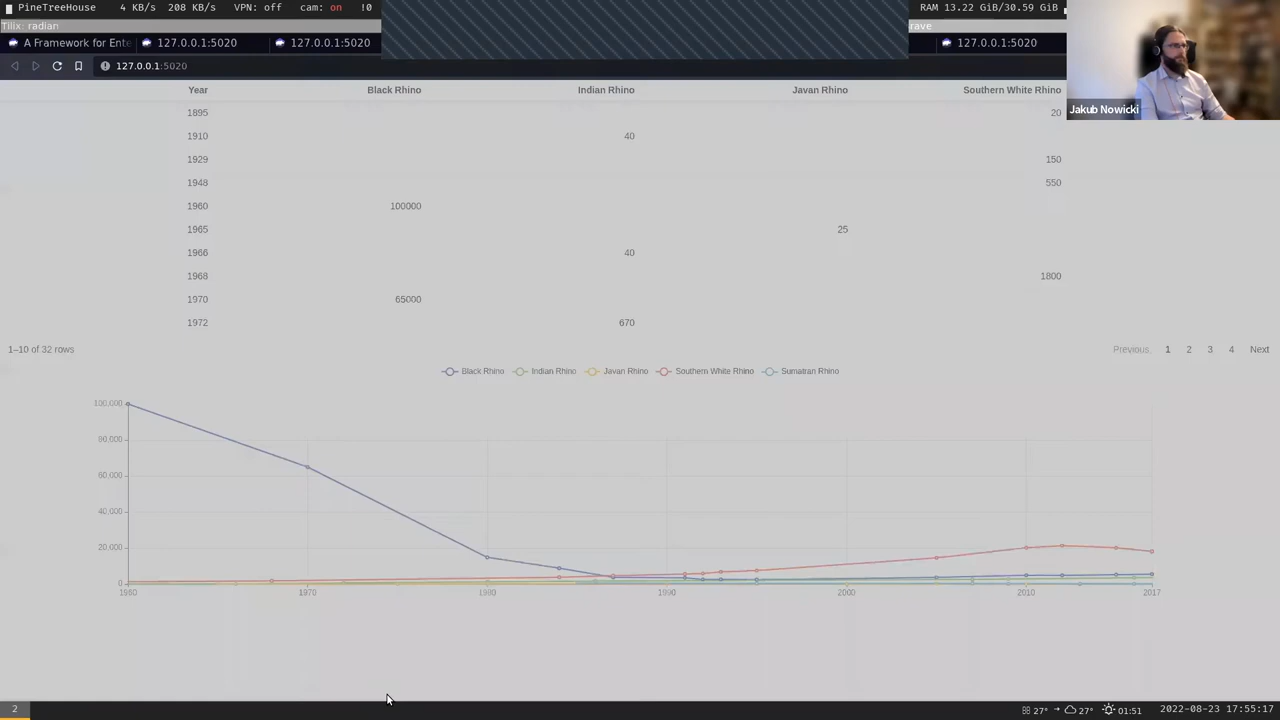 PineTreeHouse 4 KB/s 208 KB/S VPN: off cam: on !0 RAM 13.22 GiB/30.59 GiB
Tilix: radian rave
A Framework for Ente 127.0.0.1:5020 127.0.0.1:5020 127.0.0.1:5020
127.0.0.1:5020
Jakub Nowicki
Year Black Rhino Indian Rhino Javan Rhino Southern White Rhino
1895 20
1910 40
1929 150
1948 550
1960 100000
1965 25
1966 40
1968 1800
1970 65000
1972 670
1–10 of 32 rows Previous 1 2 3 4 Next
Black Rhino Indian Rhino Javan Rhino Southern White Rhino Sumatran Rhino
100,000
80,000
60,000
40,000
20,000
0
1960 1970 1980 1990 2000 2010 2017
2 27° → 27° 01:51 2022-08-23 17:55:17